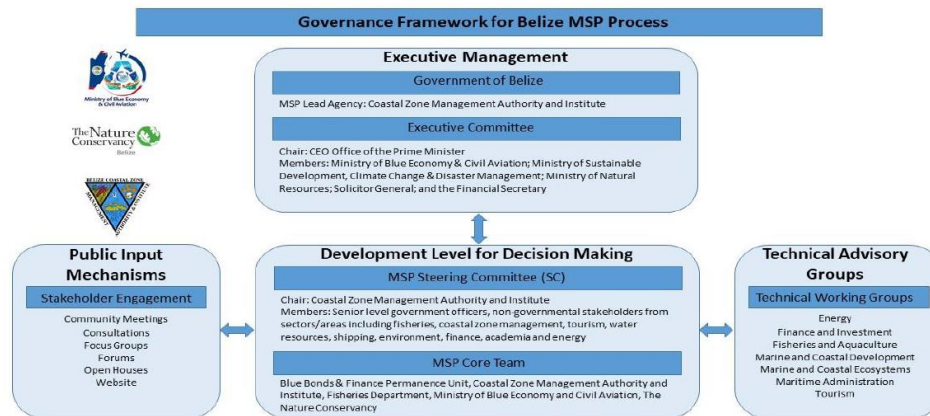 Governance Framework for Belize MSP Process
Ministry of Blue Economy
& Civil Aviation
The Nature
Conservancy
Belize
BELIZE COASTAL ZONE
MANAGEMENT
AUTHORITY & INSTITUTE
Executive Management
Government of Belize
MSP Lead Agency: Coastal Zone Management Authority and Institute
Executive Committee
Chair: CEO Office of the Prime Minister
Members: Ministry of Blue Economy & Civil Aviation; Ministry of Sustainable
Development, Climate Change & Disaster Management; Ministry of Natural
Resources; Solicitor General; and the Financial Secretary
Public Input
Mechanisms
Stakeholder Engagement
Community Meetings
Consultations
Focus Groups
Forums
Open Houses
Website
Development Level for Decision Making
MSP Steering Committee (SC)
Chair: Coastal Zone Management Authority and Institute
Members: Senior level government officers, non-governmental stakeholders from
sectors/areas including fisheries, coastal zone management, tourism, water
resources, shipping, environment, finance, academia and energy
MSP Core Team
Blue Bonds & Finance Permanence Unit, Coastal Zone Management Authority and
Institute, Fisheries Department, Ministry of Blue Economy and Civil Aviation, The
Nature Conservancy
Technical Advisory
Groups
Technical Working Groups
Energy
Finance and Investment
Fisheries and Aquaculture
Marine and Coastal Development
Marine and Coastal Ecosystems
Maritime Administration
Tourism